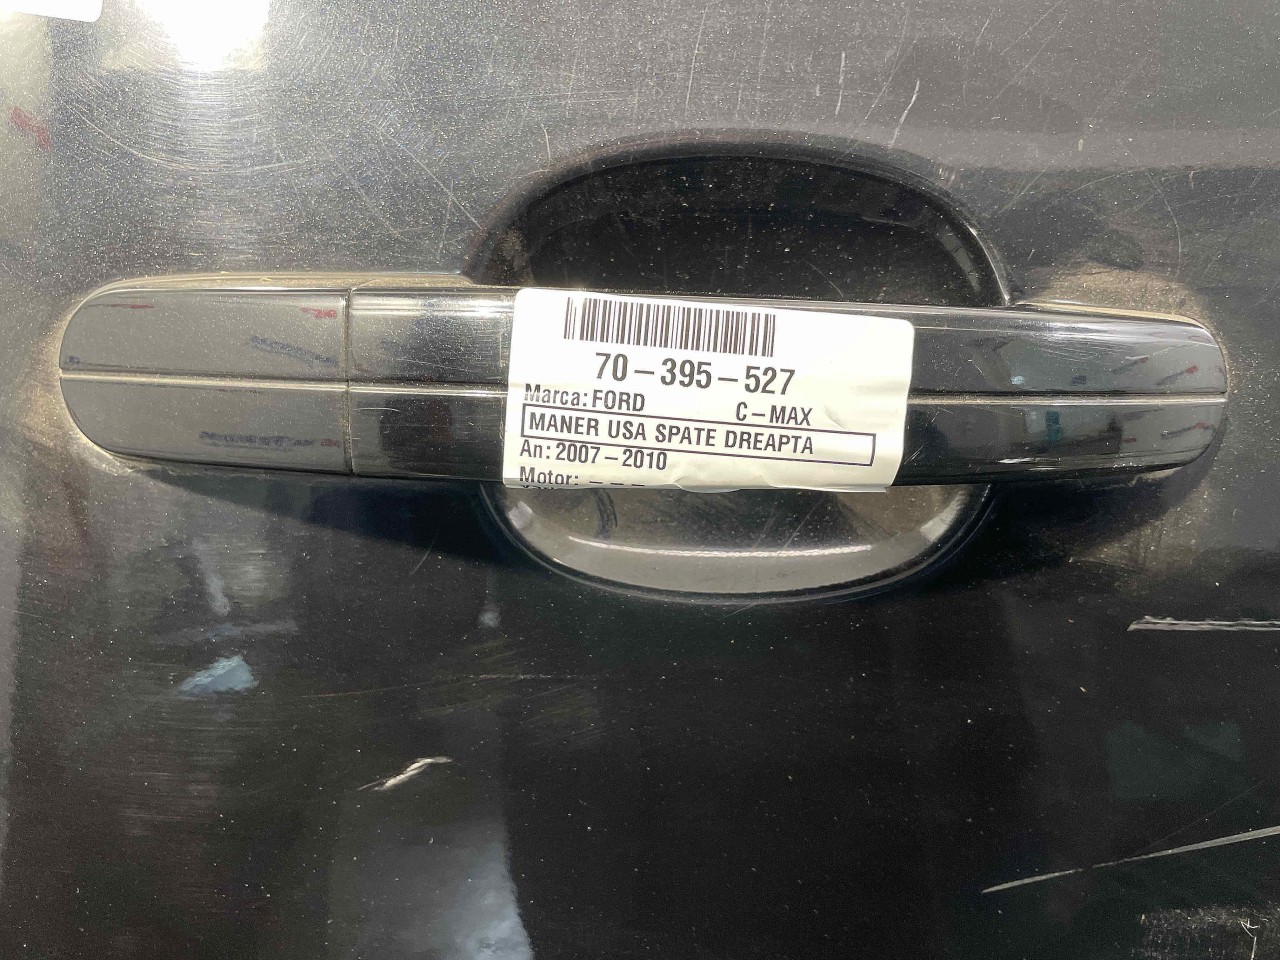 70-395-527
Marca: FORD C-MAX
MANER USA SPATE DREAPTA
An: 2007-2010
Motor: ---